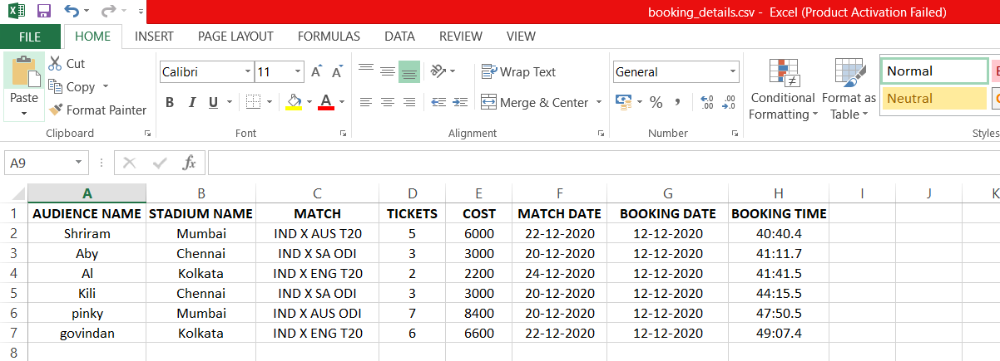 booking_details.csv - Excel (Product Activation Failed)
FILE HOME INSERT PAGE LAYOUT FORMULAS DATA REVIEW VIEW
Paste
Cut
Copy
Format Painter
Clipboard
Calibri 11
B I U A
Font
Wrap Text
Merge & Center
Alignment
General
% ,
Number
Conditional Formatting
Format as Table
Normal
Neutral
Styles
A9 fx
A B C D E F G H I J K
1 AUDIENCE NAME STADIUM NAME MATCH TICKETS COST MATCH DATE BOOKING DATE BOOKING TIME
2 Shriram Mumbai IND X AUS T20 5 6000 22-12-2020 12-12-2020 40:40.4
3 Aby Chennai IND X SA ODI 3 3000 20-12-2020 12-12-2020 41:11.7
4 Al Kolkata IND X ENG T20 2 2200 24-12-2020 12-12-2020 41:41.5
5 Kili Chennai IND X SA ODI 3 3000 20-12-2020 12-12-2020 44:15.5
6 pinky Mumbai IND X AUS ODI 7 8400 20-12-2020 12-12-2020 47:50.5
7 govindan Kolkata IND X ENG T20 6 6600 22-12-2020 12-12-2020 49:07.4
8